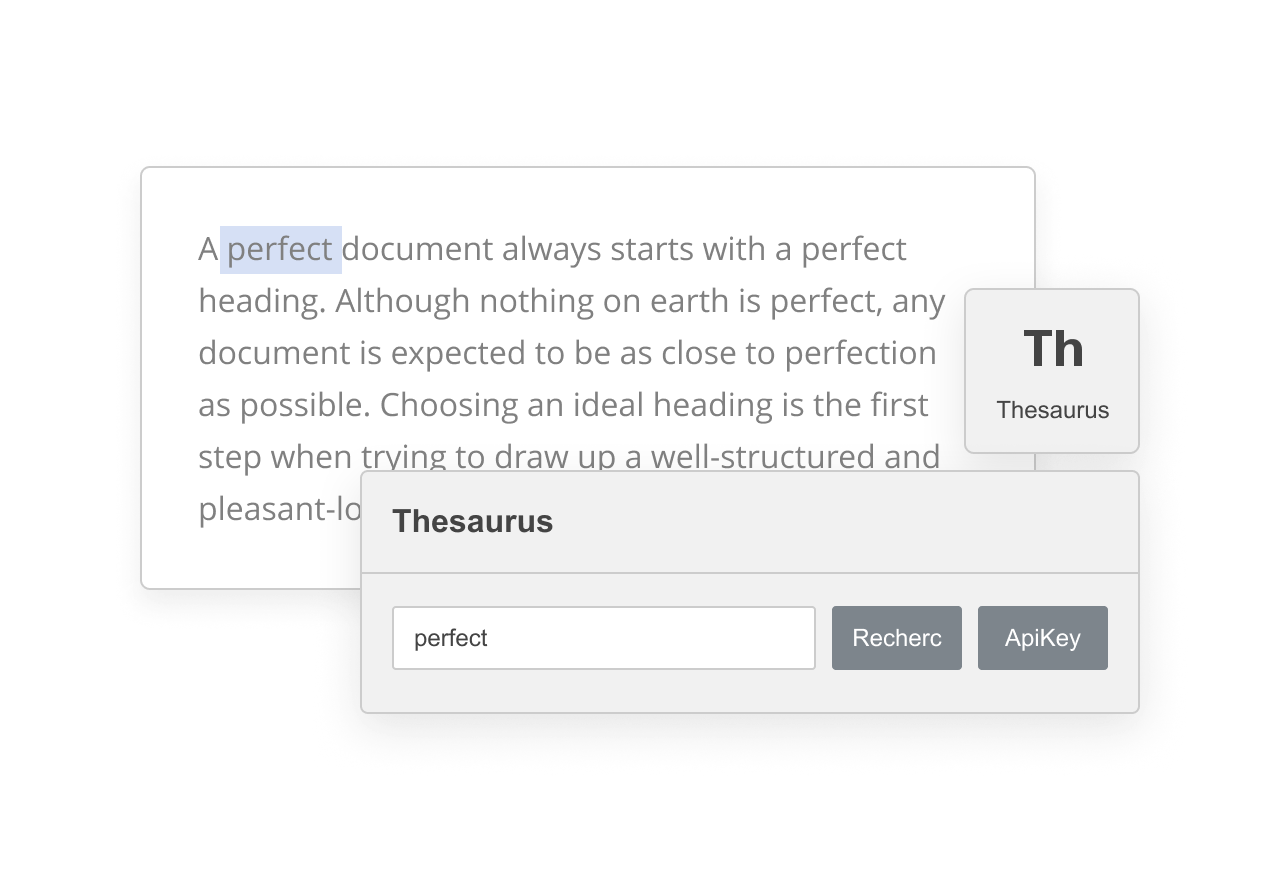 A perfect document always starts with a perfect
heading. Although nothing on earth is perfect, any
document is expected to be as close to perfection
as possible. Choosing an ideal heading is the first
step when trying to draw up a well-structured and
pleasant-lo
Th
Thesaurus
Thesaurus
perfect
Recherc
ApiKey